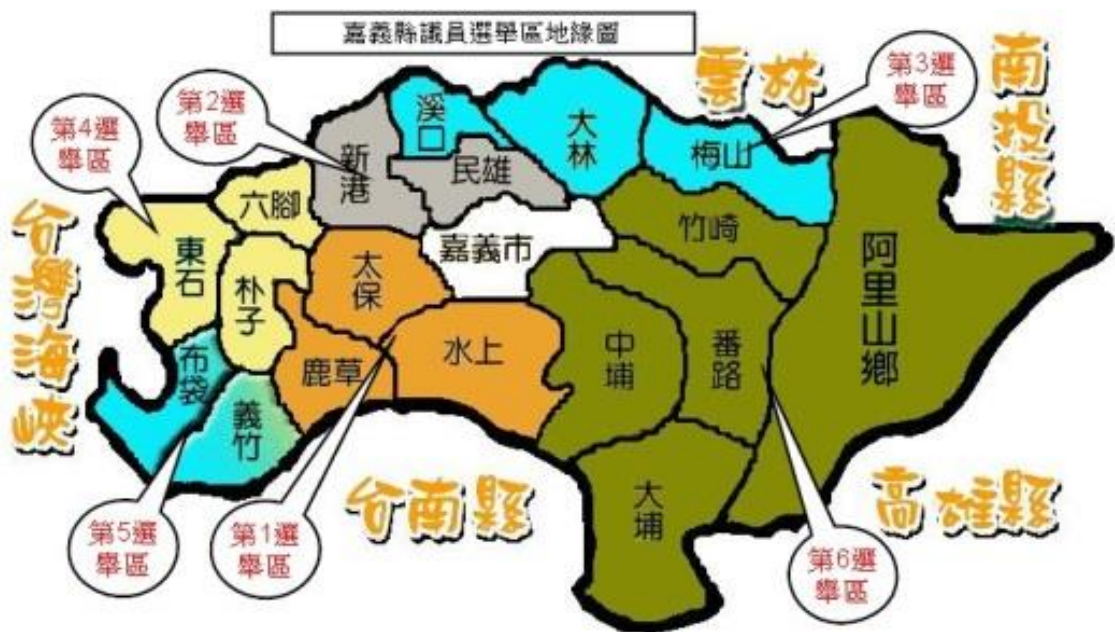 嘉義縣議員選舉區地緣圖
雲林
南投縣
第3選
舉區
第2選
舉區
第4選
舉區
溪口
大林
梅山
新港
民雄
六腳
竹崎
嘉義市
台灣海峽
東石
朴子
太保
阿里山鄉
布袋
鹿草
水上
中埔
番路
義竹
大埔
台南縣
高雄縣
第5選
舉區
第1選
舉區
第6選
舉區